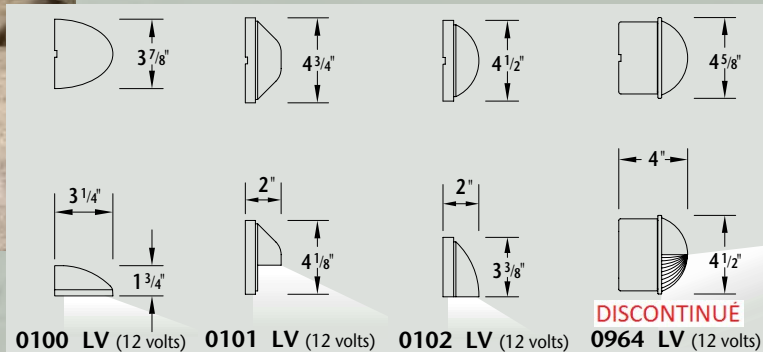 3 7/8"
4 3/4"
4 1/2"
4 5/8"
3 1/4"
2"
2"
4"
1 3/4"
4 1/8"
3 3/8"
4 1/2"
DISCONTINUÉ
0100 LV (12 volts)
0101 LV (12 volts)
0102 LV (12 volts)
0964 LV (12 volts)